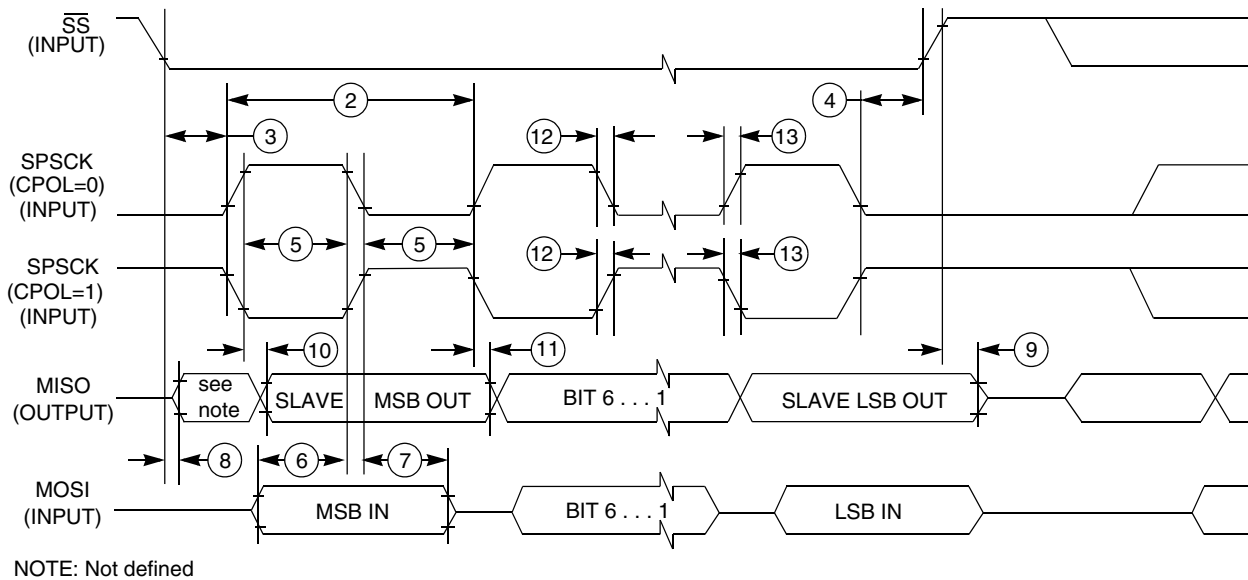 SS
(INPUT)
2
4
3
12
13
SPSCK
(CPOL=0)
(INPUT)
5
5
SPSCK
(CPOL=1)
(INPUT)
12
13
10
11
9
MISO
(OUTPUT)
see
note
SLAVE
MSB OUT
BIT 6 . . . 1
SLAVE LSB OUT
8
6
7
MOSI
(INPUT)
MSB IN
BIT 6 . . . 1
LSB IN
NOTE: Not defined